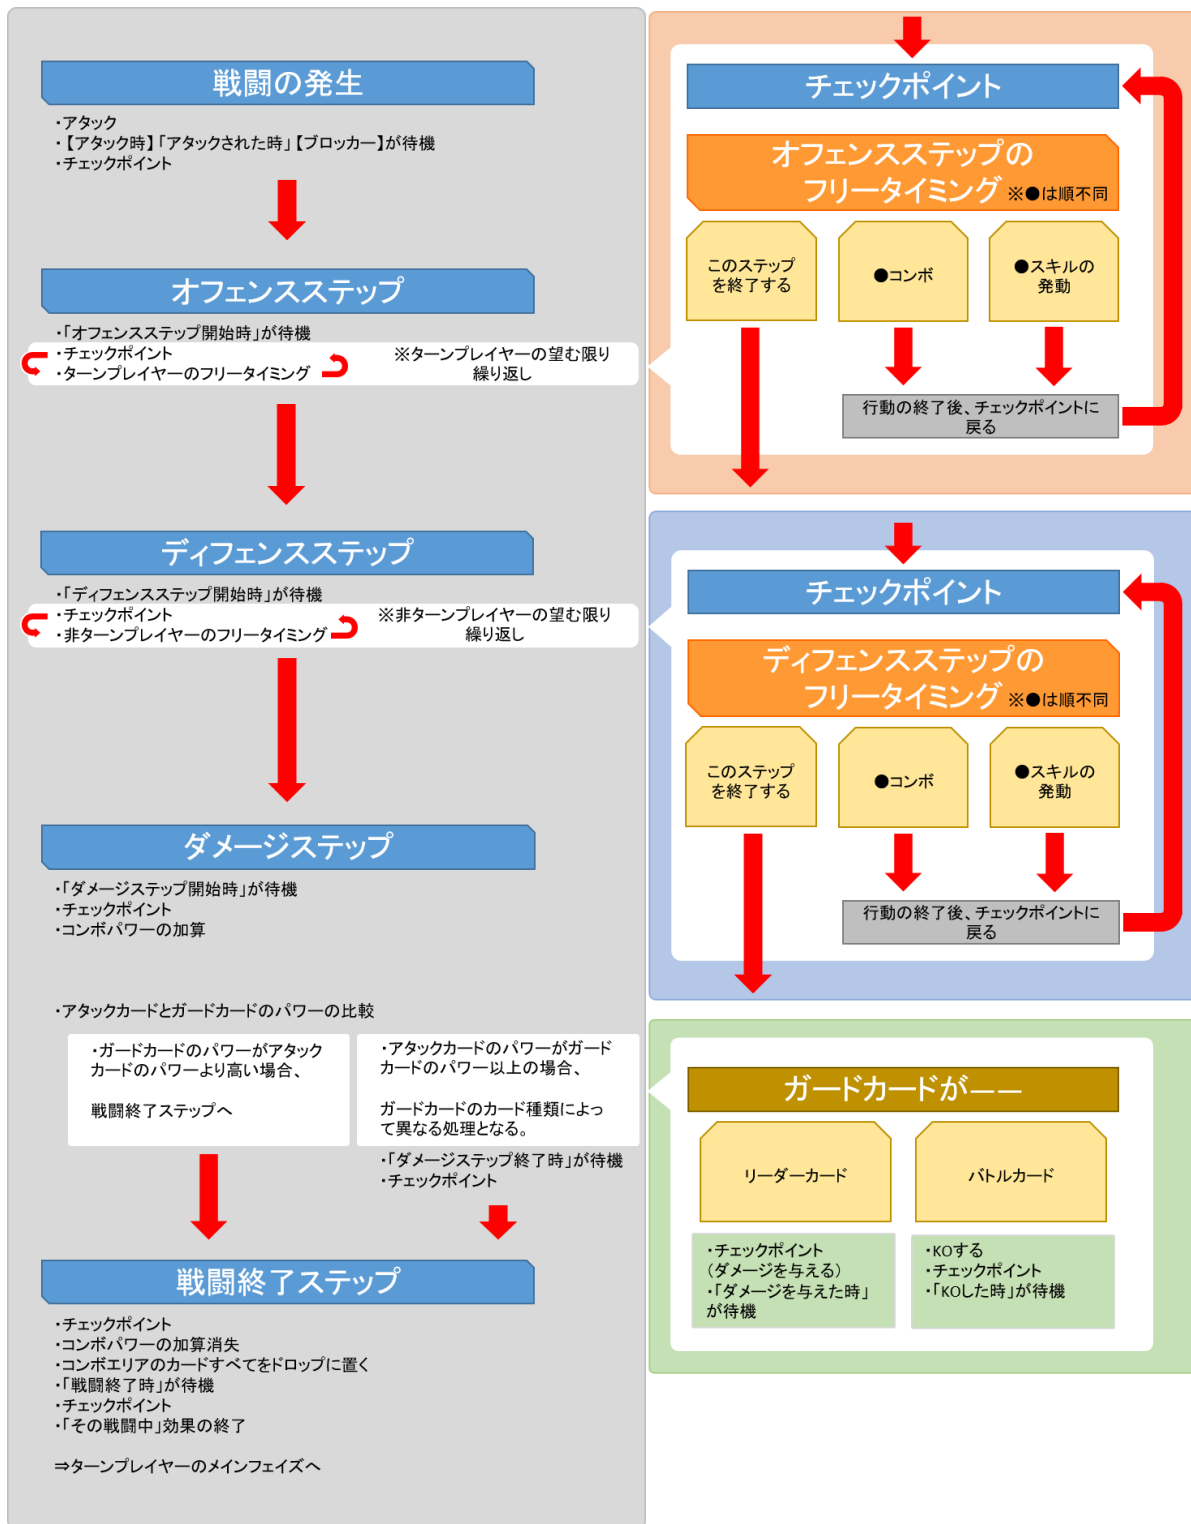 戦闘の発生
・アタック
・【アタック時】「アタックされた時」【ブロッカー】が待機
・チェックポイント
オフェンスステップ
・「オフェンスステップ開始時」が待機
・チェックポイント
・ターンプレイヤーのフリータイミング
※ターンプレイヤーの望む限り
繰り返し
ディフェンスステップ
・「ディフェンスステップ開始時」が待機
・チェックポイント
・非ターンプレイヤーのフリータイミング
※非ターンプレイヤーの望む限り
繰り返し
ダメージステップ
・「ダメージステップ開始時」が待機
・チェックポイント
・コンボパワーの加算
・アタックカードとガードカードのパワーの比較
・ガードカードのパワーがアタック
カードのパワーより高い場合、
戦闘終了ステップへ
・アタックカードのパワーがガード
カードのパワー以上の場合、
ガードカードのカード種類によっ
て異なる処理となる。
・「ダメージステップ終了時」が待機
・チェックポイント
戦闘終了ステップ
・チェックポイント
・コンボパワーの加算消失
・コンボエリアのカードすべてをドロップに置く
・「戦闘終了時」が待機
・チェックポイント
・「その戦闘中」効果の終了
⇒ターンプレイヤーのメインフェイズへ
チェックポイント
オフェンスステップの
フリータイミング ※●は順不同
このステップ
を終了する
●コンボ
●スキルの
発動
行動の終了後、チェックポイントに
戻る
チェックポイント
ディフェンスステップの
フリータイミング ※●は順不同
このステップ
を終了する
●コンボ
●スキルの
発動
行動の終了後、チェックポイントに
戻る
ガードカードが――
リーダーカード
バトルカード
・チェックポイント
（ダメージを与える）
・「ダメージを与えた時」
が待機
・KOする
・チェックポイント
・「KOした時」が待機